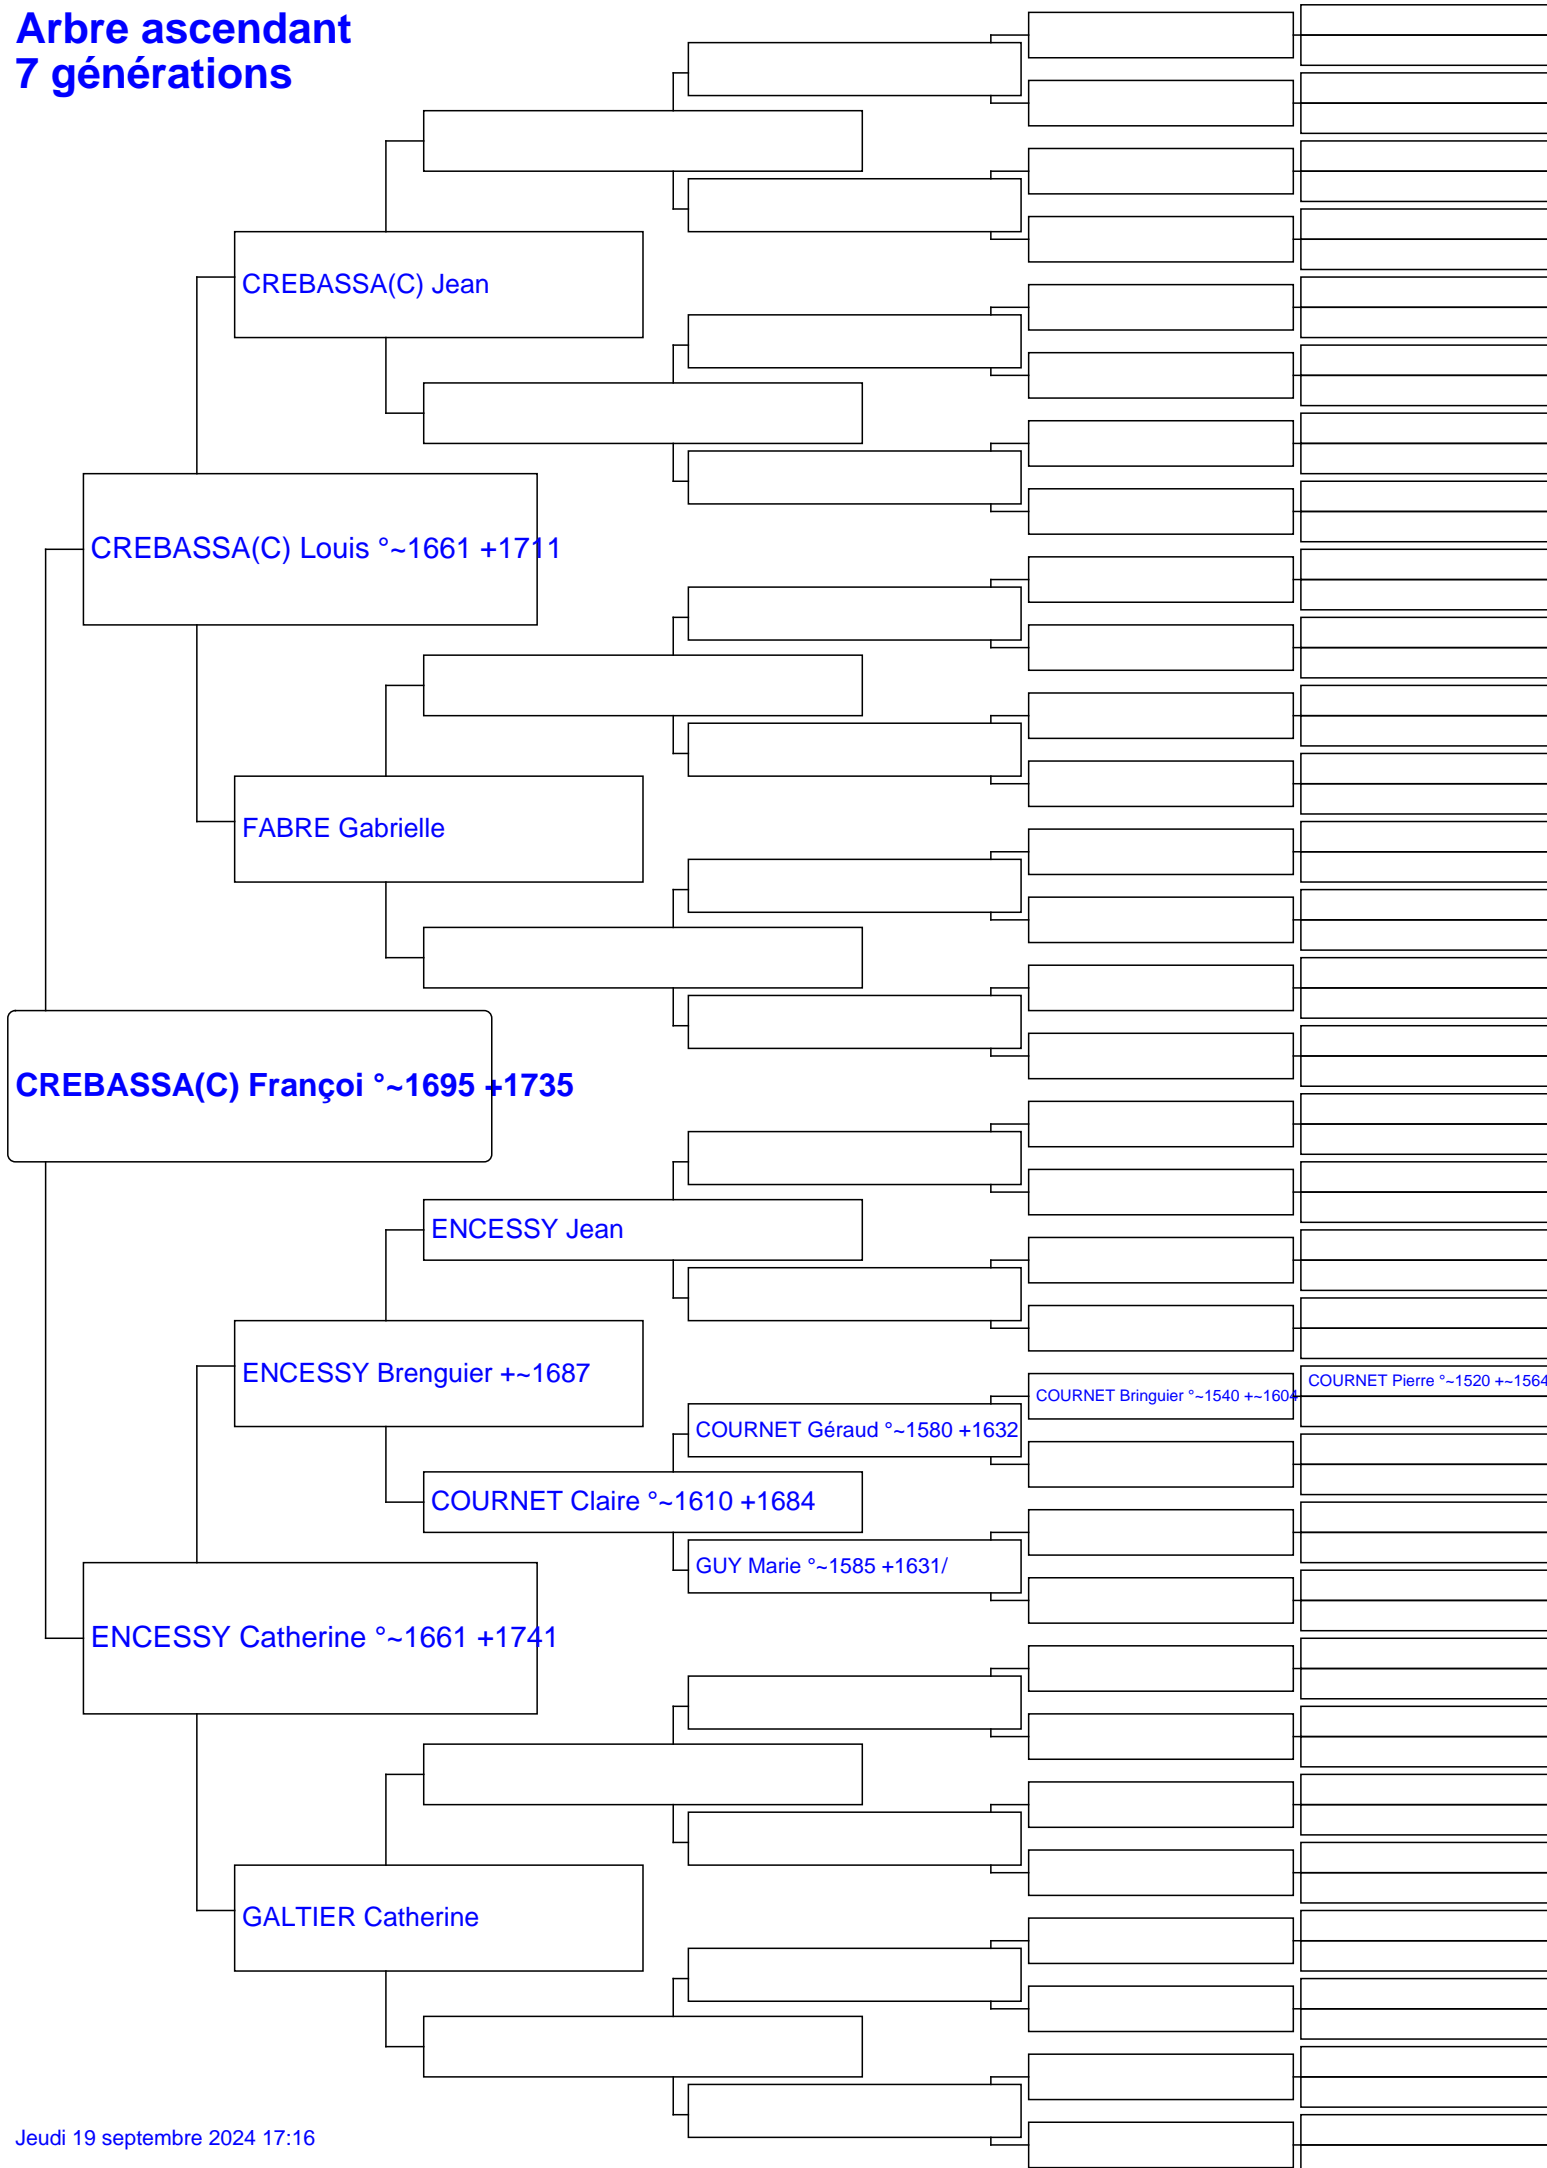 Arbre ascendant
7 générations
CREBASSA(C) Jean
CREBASSA(C) Louis °~1661 +1711
FABRE Gabrielle
CREBASSA(C) Françoi °~1695 +1735
ENCESSY Jean
ENCESSY Brenguier +~1687
COURNET Pierre °~1520 +~1564
COURNET Bringuier °~1540 +~1604
COURNET Géraud °~1580 +1632
COURNET Claire °~1610 +1684
GUY Marie °~1585 +1631/
ENCESSY Catherine °~1661 +1741
GALTIER Catherine
Jeudi 19 septembre 2024 17:16